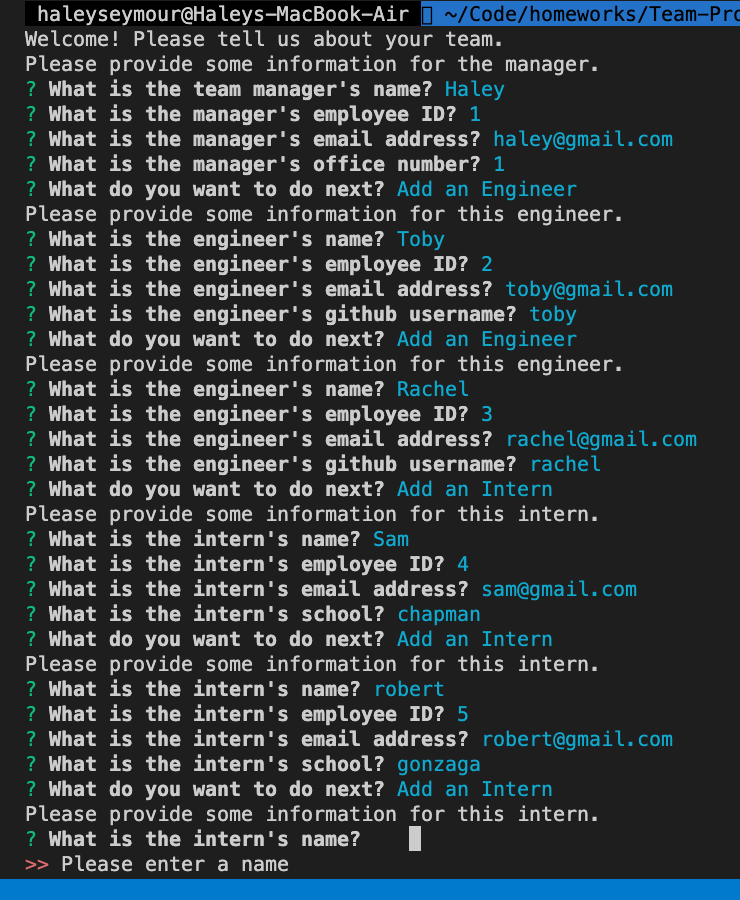 haleyseymour@Haleys-MacBook-Air ~/Code/homeworks/Team-Pro
Welcome! Please tell us about your team.
Please provide some information for the manager.
? What is the team manager's name? Haley
? What is the manager's employee ID? 1
? What is the manager's email address? haley@gmail.com
? What is the manager's office number? 1
? What do you want to do next? Add an Engineer
Please provide some information for this engineer.
? What is the engineer's name? Toby
? What is the engineer's employee ID? 2
? What is the engineer's email address? toby@gmail.com
? What is the engineer's github username? toby
? What do you want to do next? Add an Engineer
Please provide some information for this engineer.
? What is the engineer's name? Rachel
? What is the engineer's employee ID? 3
? What is the engineer's email address? rachel@gmail.com
? What is the engineer's github username? rachel
? What do you want to do next? Add an Intern
Please provide some information for this intern.
? What is the intern's name? Sam
? What is the intern's employee ID? 4
? What is the intern's email address? sam@gmail.com
? What is the intern's school? chapman
? What do you want to do next? Add an Intern
Please provide some information for this intern.
? What is the intern's name? robert
? What is the intern's employee ID? 5
? What is the intern's email address? robert@gmail.com
? What is the intern's school? gonzaga
? What do you want to do next? Add an Intern
Please provide some information for this intern.
? What is the intern's name?
>> Please enter a name